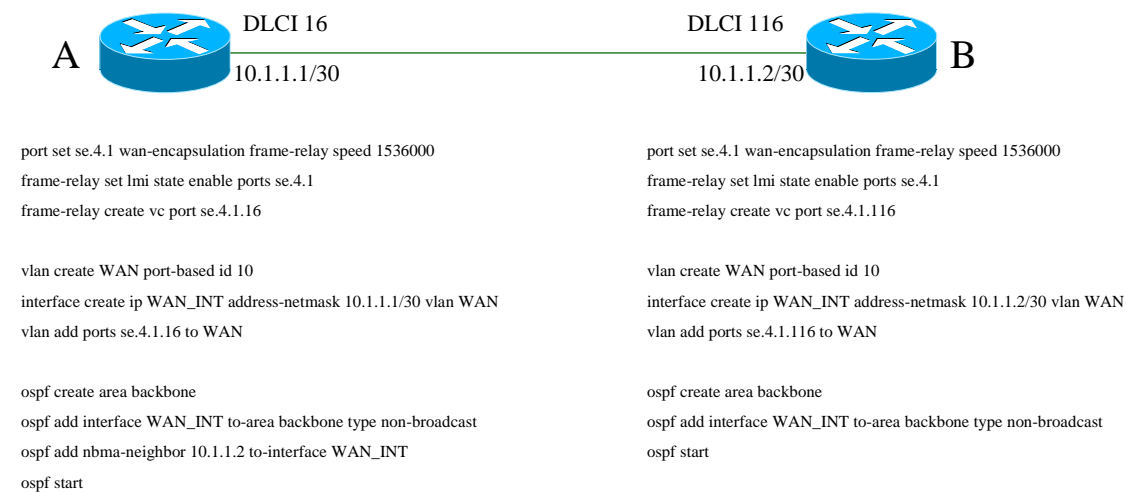 A
DLCI 16
10.1.1.1/30
DLCI 116
10.1.1.2/30
B
port set se.4.1 wan-encapsulation frame-relay speed 1536000
frame-relay set lmi state enable ports se.4.1
frame-relay create vc port se.4.1.16
vlan create WAN port-based id 10
interface create ip WAN_INT address-netmask 10.1.1.1/30 vlan WAN
vlan add ports se.4.1.16 to WAN
ospf create area backbone
ospf add interface WAN_INT to-area backbone type non-broadcast
ospf add nbma-neighbor 10.1.1.2 to-interface WAN_INT
ospf start
port set se.4.1 wan-encapsulation frame-relay speed 1536000
frame-relay set lmi state enable ports se.4.1
frame-relay create vc port se.4.1.116
vlan create WAN port-based id 10
interface create ip WAN_INT address-netmask 10.1.1.2/30 vlan WAN
vlan add ports se.4.1.116 to WAN
ospf create area backbone
ospf add interface WAN_INT to-area backbone type non-broadcast
ospf start